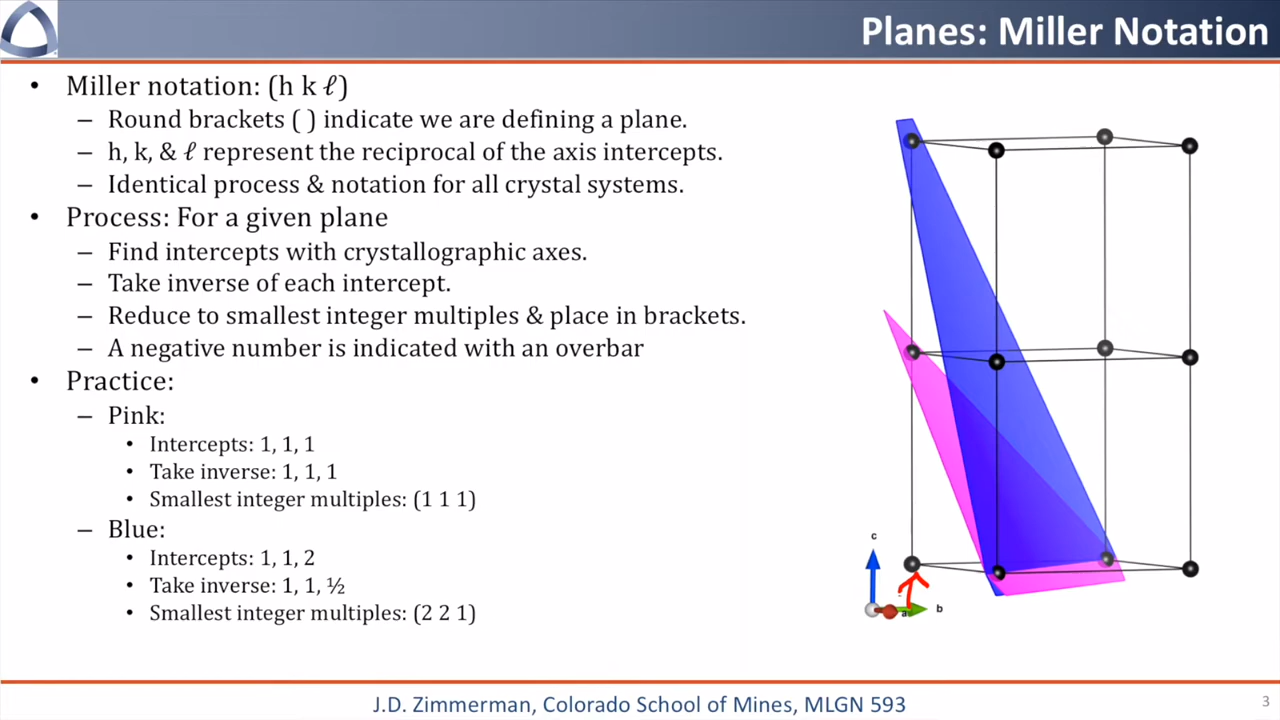 Planes: Miller Notation
• Miller notation: (h k ℓ)
– Round brackets ( ) indicate we are defining a plane.
– h, k, & ℓ represent the reciprocal of the axis intercepts.
– Identical process & notation for all crystal systems.
• Process: For a given plane
– Find intercepts with crystallographic axes.
– Take inverse of each intercept.
– Reduce to smallest integer multiples & place in brackets.
– A negative number is indicated with an overbar
• Practice:
– Pink:
• Intercepts: 1, 1, 1
• Take inverse: 1, 1, 1
• Smallest integer multiples: (1 1 1)
– Blue:
• Intercepts: 1, 1, 2
• Take inverse: 1, 1, ½
• Smallest integer multiples: (2 2 1)
c
a
b
J.D. Zimmerman, Colorado School of Mines, MLGN 593
3